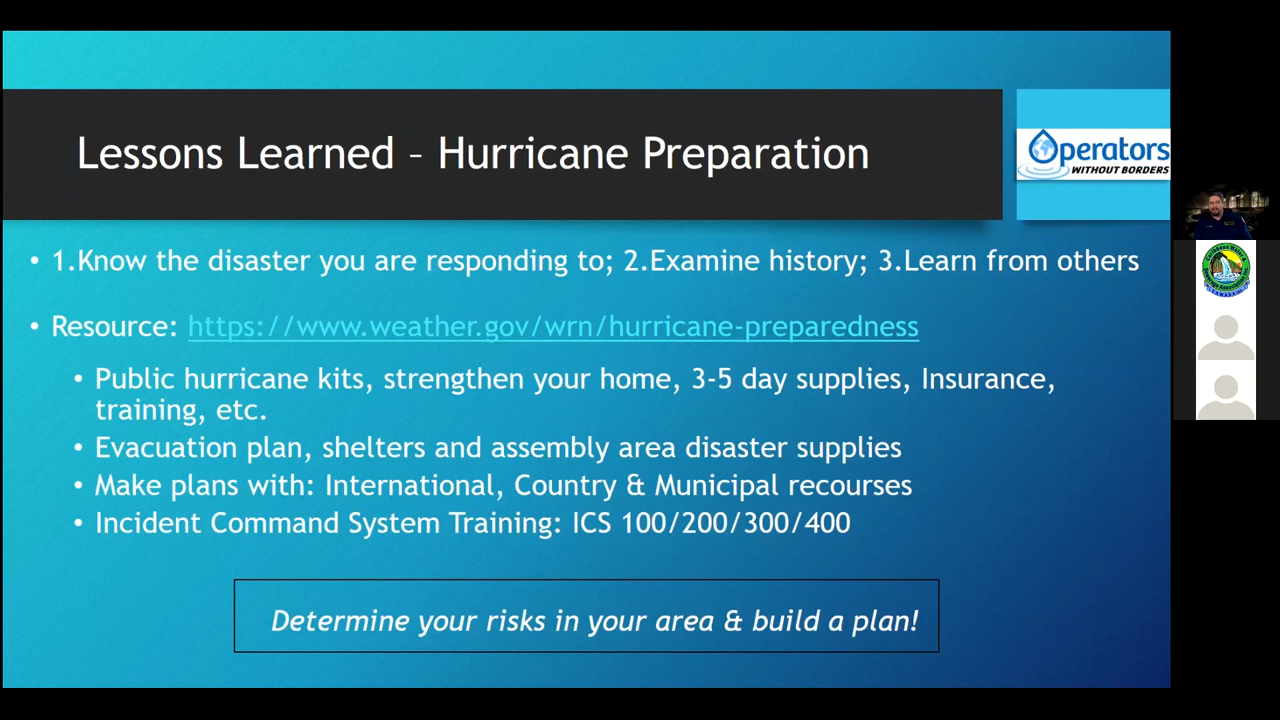 Lessons Learned – Hurricane Preparation
Operators
WITHOUT BORDERS
• 1.Know the disaster you are responding to; 2.Examine history; 3.Learn from others
• Resource: https://www.weather.gov/wrn/hurricane-preparedness
• Public hurricane kits, strengthen your home, 3-5 day supplies, Insurance,
training, etc.
• Evacuation plan, shelters and assembly area disaster supplies
• Make plans with: International, Country & Municipal recourses
• Incident Command System Training: ICS 100/200/300/400
Determine your risks in your area & build a plan!